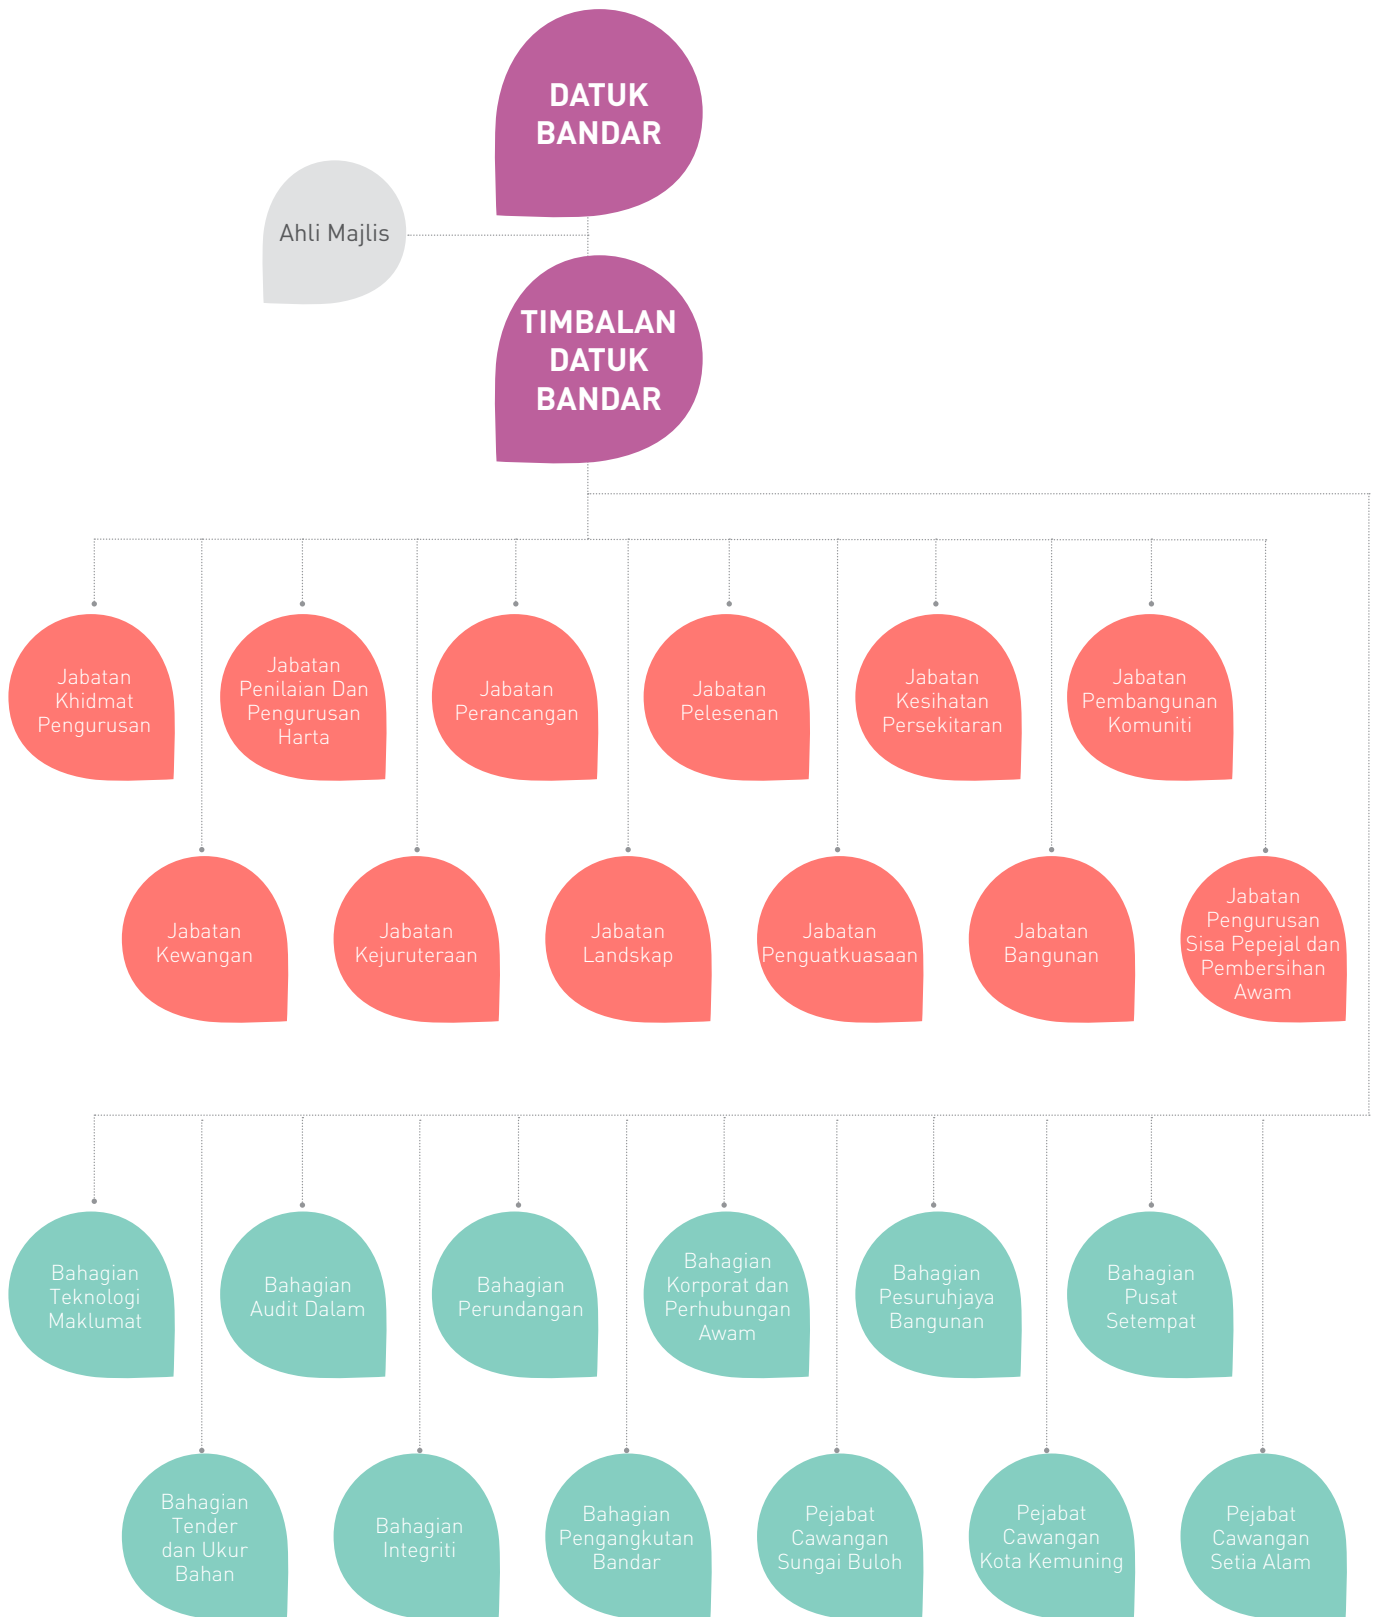 DATUK
BANDAR
Ahli Majlis
TIMBALAN
DATUK
BANDAR
Jabatan
Khidmat
Pengurusan
Jabatan
Penilaian Dan
Pengurusan
Harta
Jabatan
Perancangan
Jabatan
Pelesenan
Jabatan
Kesihatan
Persekitaran
Jabatan
Pembangunan
Komuniti
Jabatan
Kewangan
Jabatan
Kejuruteraan
Jabatan
Landskap
Jabatan
Penguatkuasaan
Jabatan
Bangunan
Jabatan
Pengurusan
Sisa Pepejal dan
Pembersihan
Awam
Bahagian
Teknologi
Maklumat
Bahagian
Audit Dalam
Bahagian
Perundangan
Bahagian
Korporat dan
Perhubungan
Awam
Bahagian
Pesuruhjaya
Bangunan
Bahagian
Pusat
Setempat
Bahagian
Tender
dan Ukur
Bahan
Bahagian
Integriti
Bahagian
Pengangkutan
Bandar
Pejabat
Cawangan
Sungai Buloh
Pejabat
Cawangan
Kota Kemuning
Pejabat
Cawangan
Setia Alam